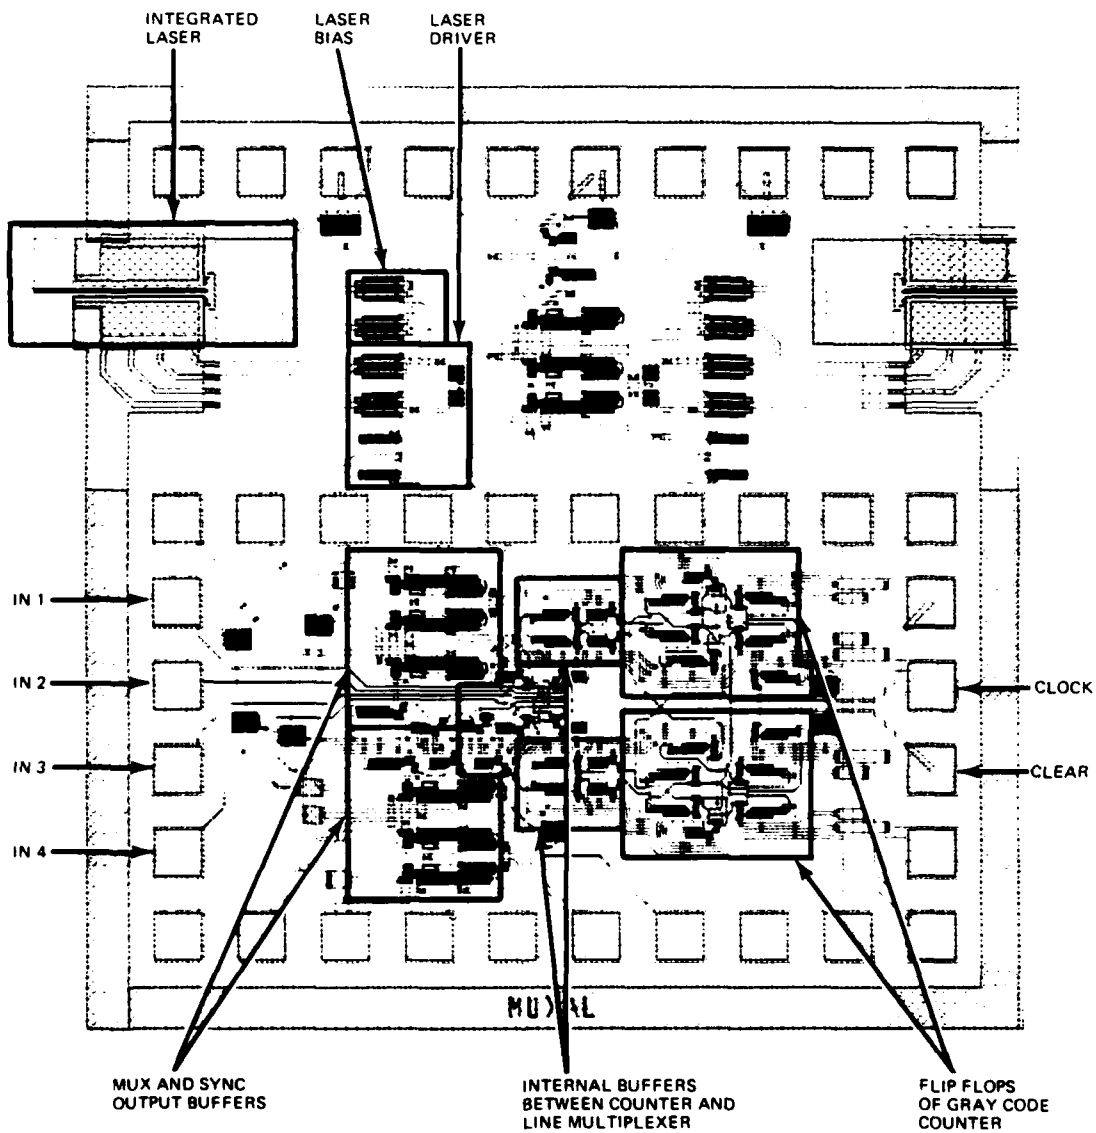 INTEGRATED
LASER
LASER
BIAS
LASER
DRIVER
IN 1
IN 2
CLOCK
IN 3
CLEAR
IN 4
MUX AND SYNC
OUTPUT BUFFERS
INTERNAL BUFFERS
BETWEEN COUNTER AND
LINE MULTIPLEXER
FLIP FLOPS
OF GRAY CODE
COUNTER